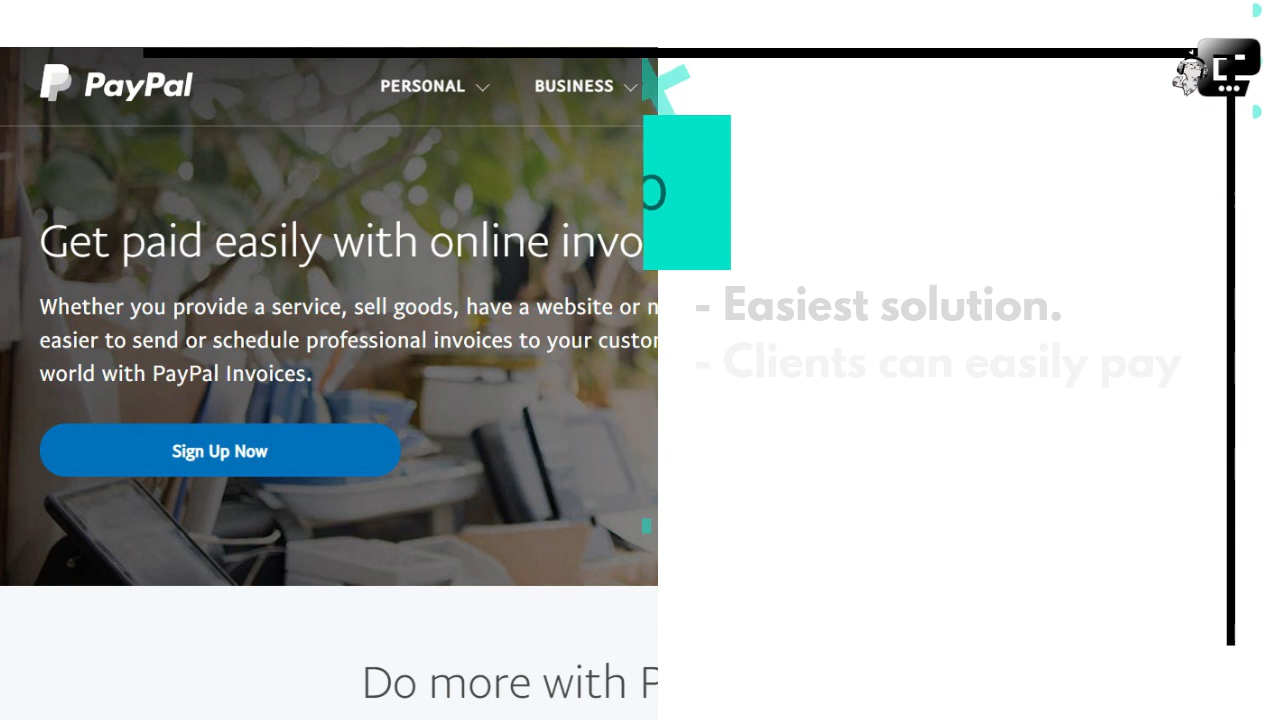 PayPal
PERSONAL
BUSINESS
Get paid easily with online invo
Whether you provide a service, sell goods, have a website or
easier to send or schedule professional invoices to your custo
world with PayPal Invoices.
Sign Up Now
Do more with P
- Easiest solution.
- Clients can easily pay